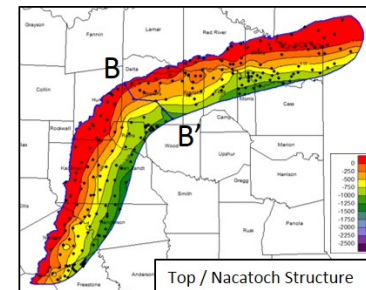 Grayson
Fannin
Lamar
Red River
Delta
B
Collin
Hu
Rockwall
Morris
Cass
Camp
B'
Wood
Upshur
Marion
Harrison
Gregg
Smith
Rusk
Panola
Anderson
Freestone
0
-250
-500
-750
-1000
-1250
-1500
-1750
-2000
-2250
-2500
Top / Nacatoch Structure